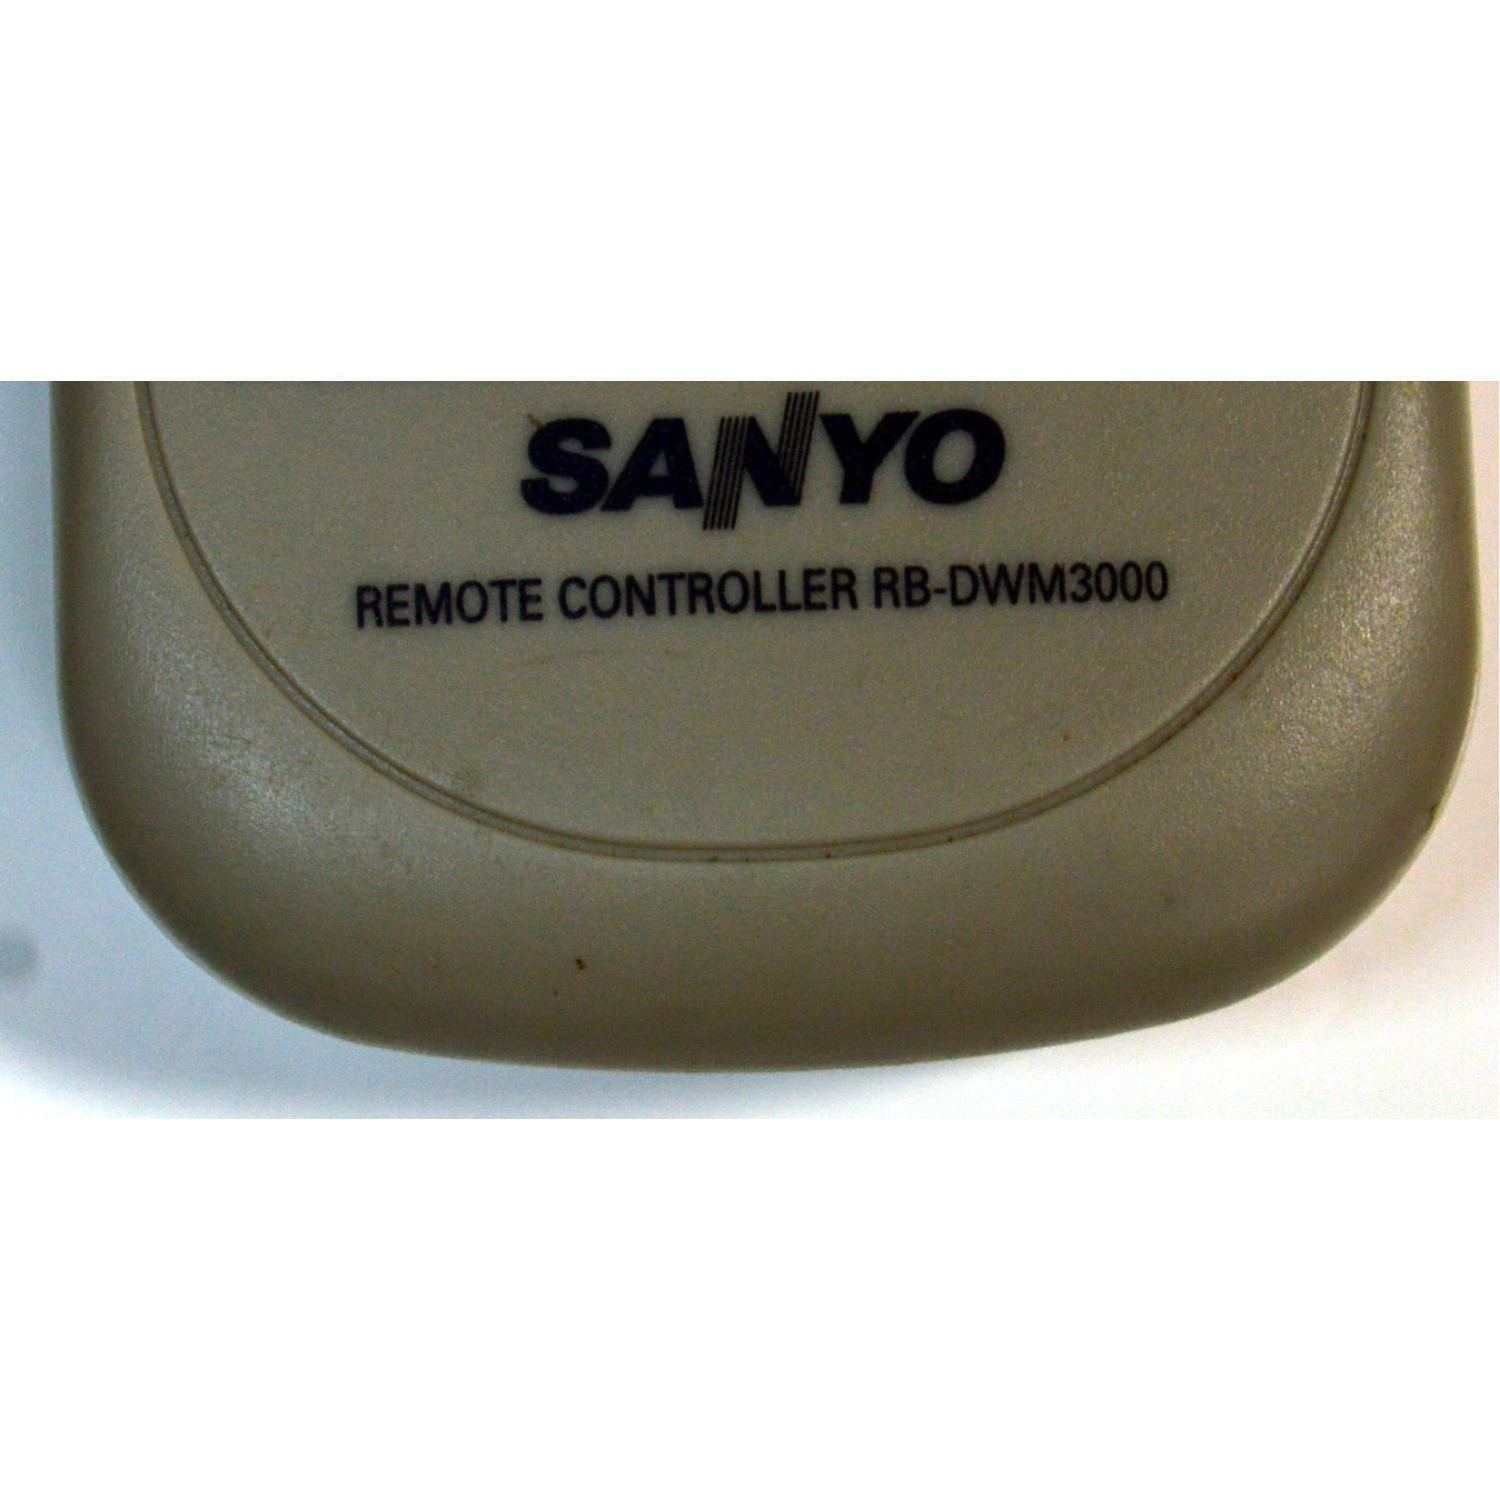 SANYO
REMOTE CONTROLLER RB-DWM3000